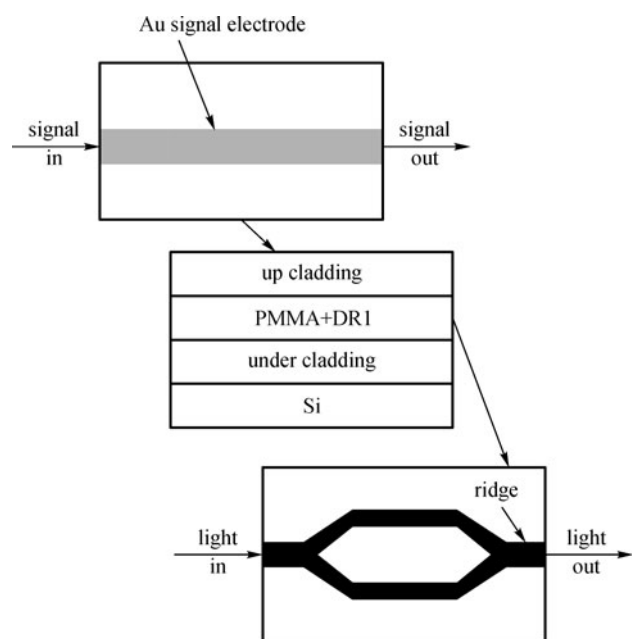 Au signal electrode
signal
in
signal
out
up cladding
PMMA+DR1
under cladding
Si
ridge
light
in
light
out